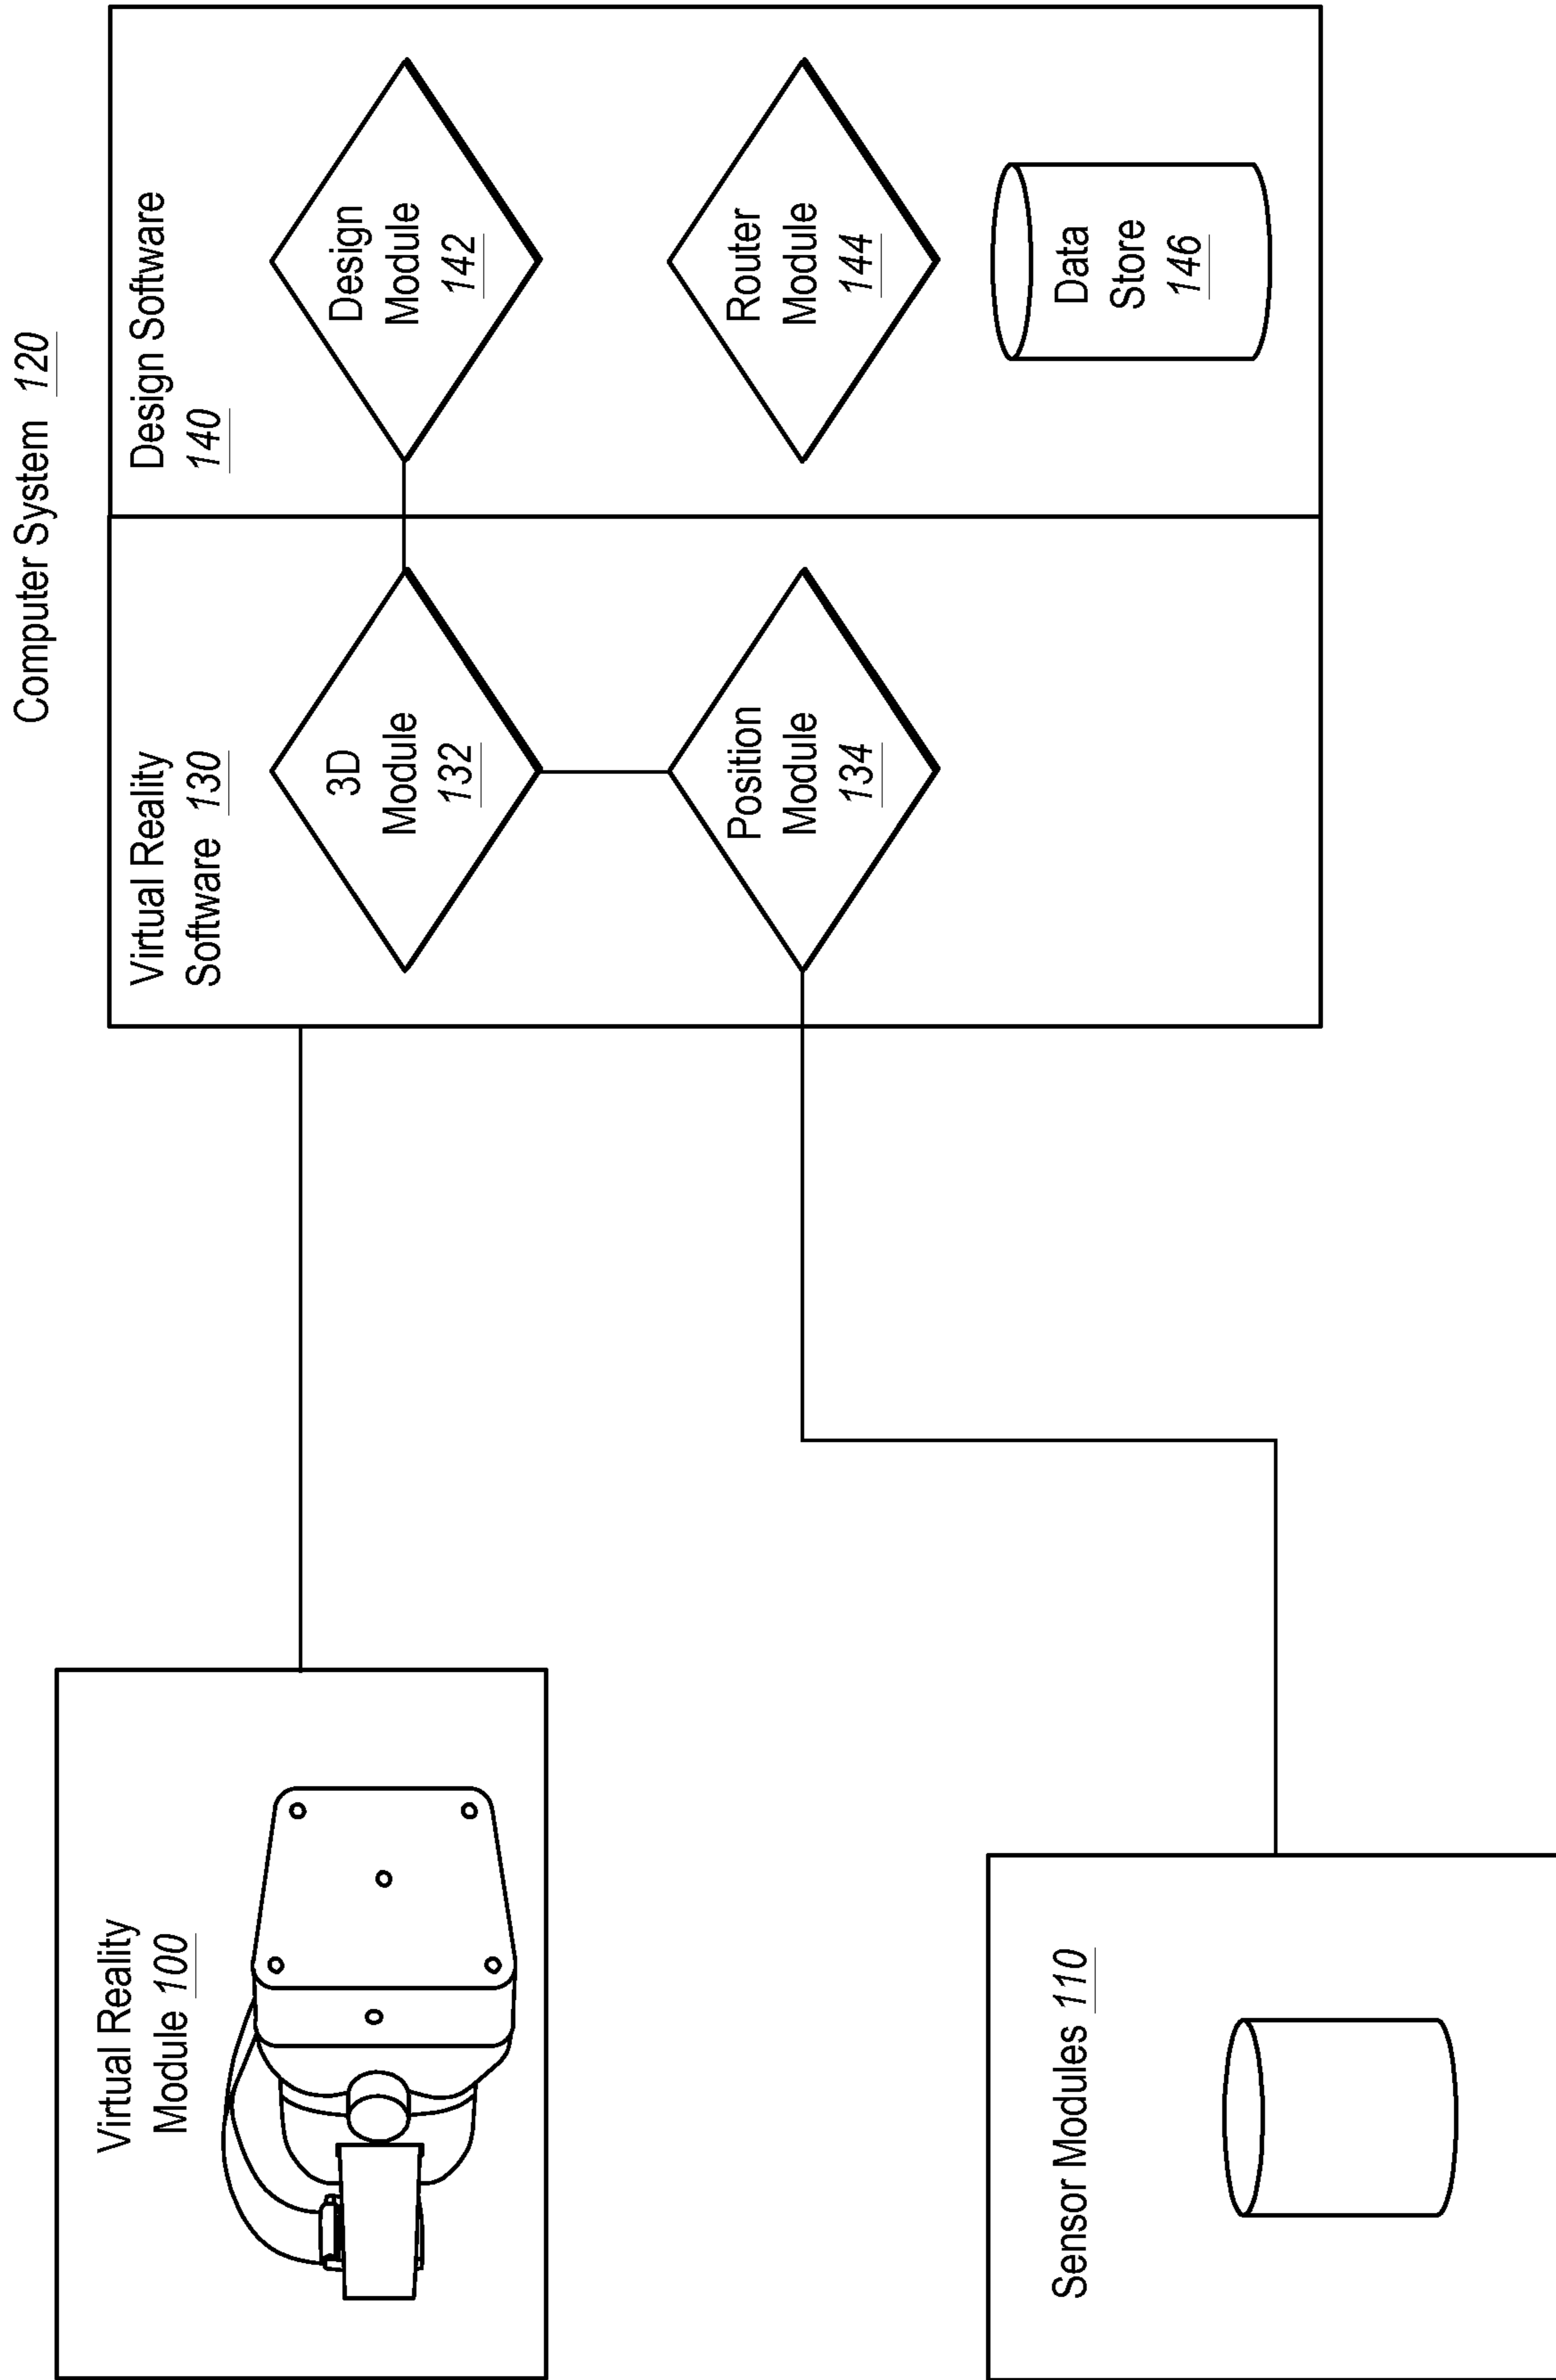 Computer System 120
Virtual Reality
Module 100
Virtual Reality
Software 130
Design Software
140
3D
Module
132
Design
Module
142
Position
Module
134
Router
Module
144
Sensor Modules 110
Data
Store
146